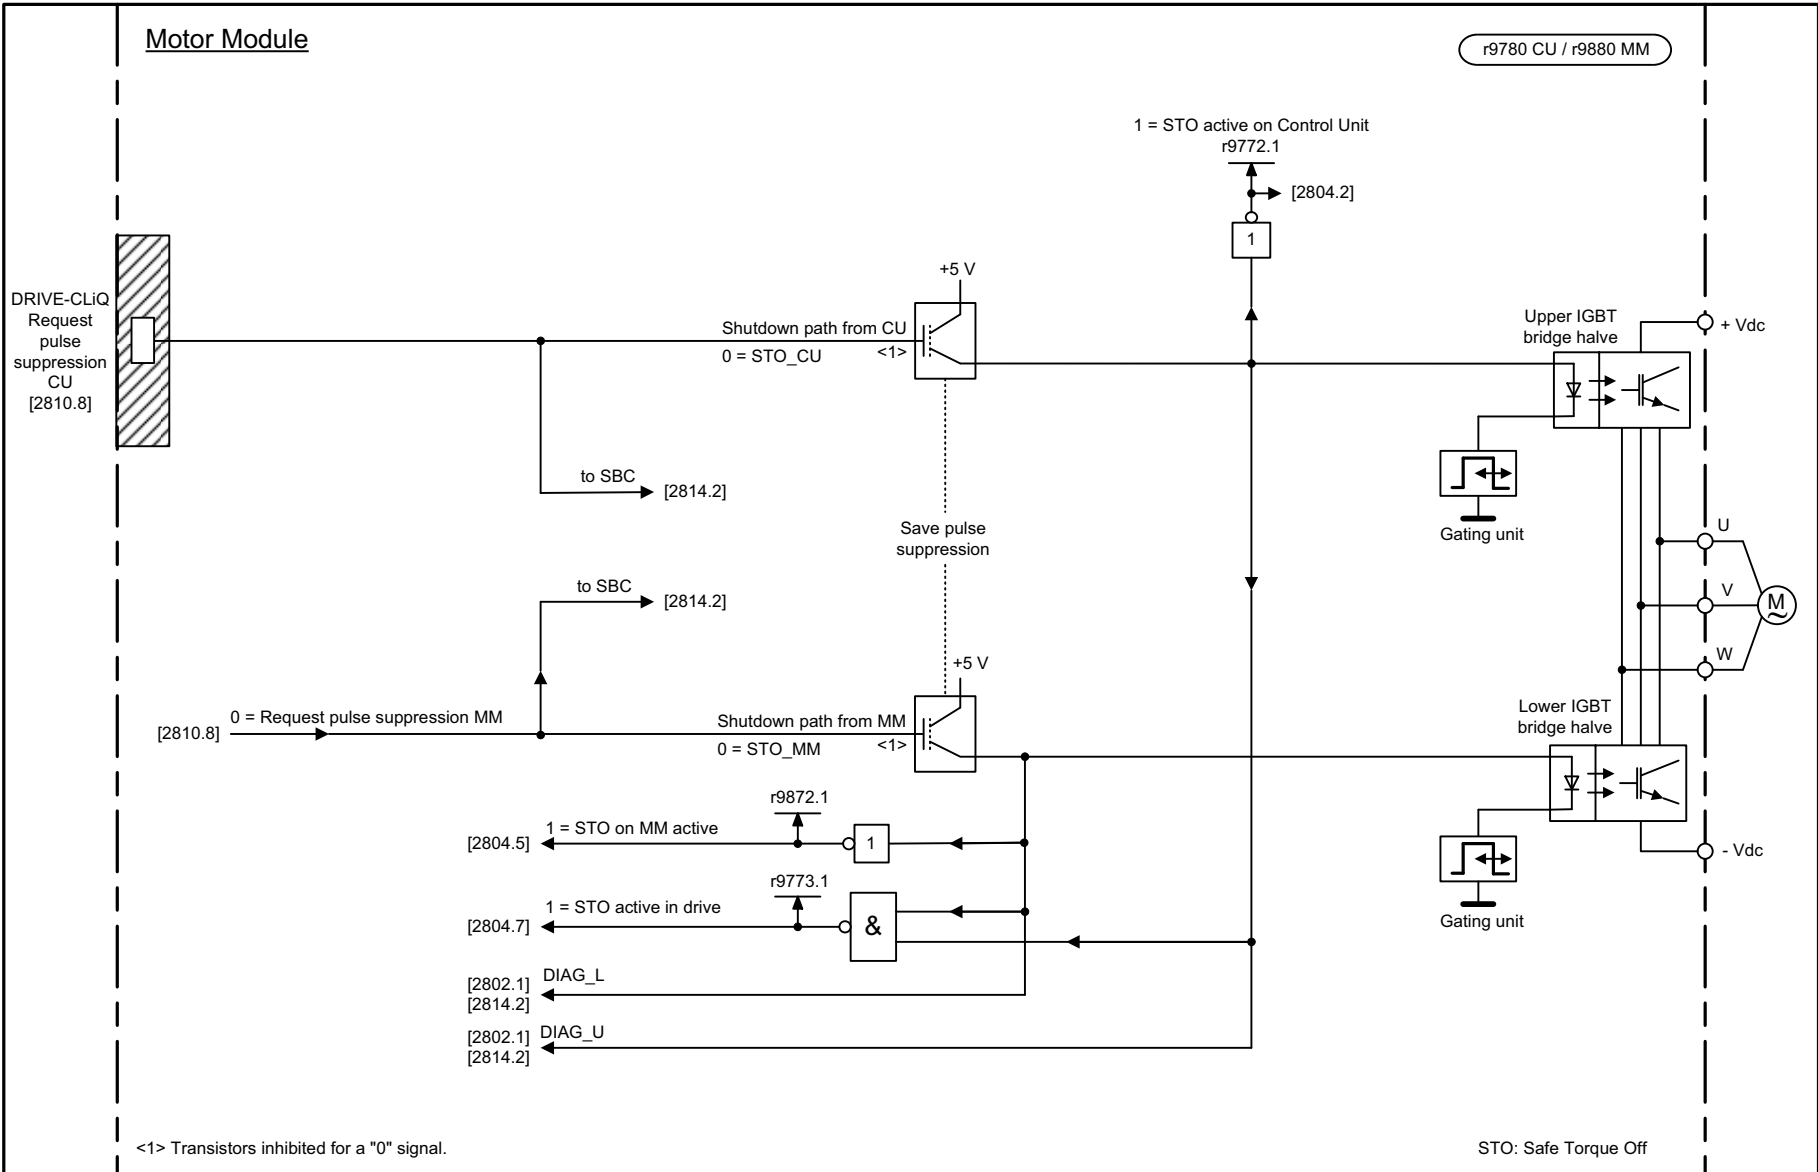 Motor Module
r9780 CU / r9880 MM
1 = STO active on Control Unit
r9772.1
[2804.2]
1
+5 V
DRIVE-CLiQ
Request
pulse
suppression
CU
[2810.8]
Shutdown path from CU
0 = STO_CU
<1>
Upper IGBT
bridge halve
+ Vdc
to SBC
[2814.2]
Gating unit
Save pulse
suppression
U
V
W
M
~
to SBC
[2814.2]
+5 V
[2810.8]
0 = Request pulse suppression MM
Shutdown path from MM
0 = STO_MM
<1>
Lower IGBT
bridge halve
- Vdc
r9872.1
[2804.5]
1 = STO on MM active
1
r9773.1
[2804.7]
1 = STO active in drive
&
Gating unit
[2802.1]
[2814.2]
DIAG_L
[2802.1]
[2814.2]
DIAG_U
<1> Transistors inhibited for a "0" signal.
STO: Safe Torque Off